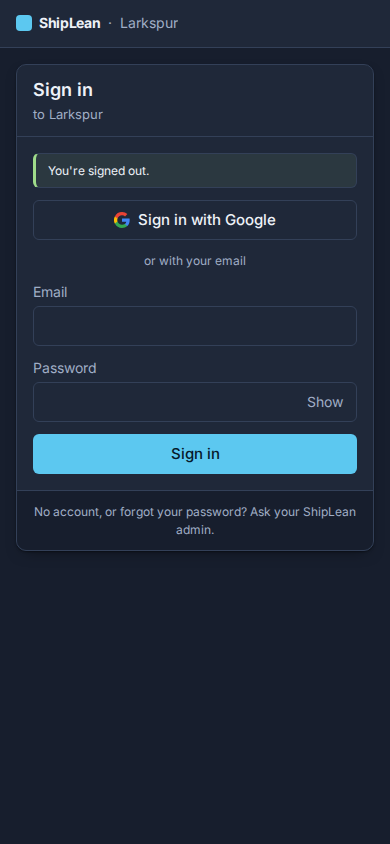 ShipLean · Larkspur
Sign in
to Larkspur
You're signed out.
Sign in with Google
or with your email
Email
Password
Show
Sign in
No account, or forgot your password? Ask your ShipLean
admin.